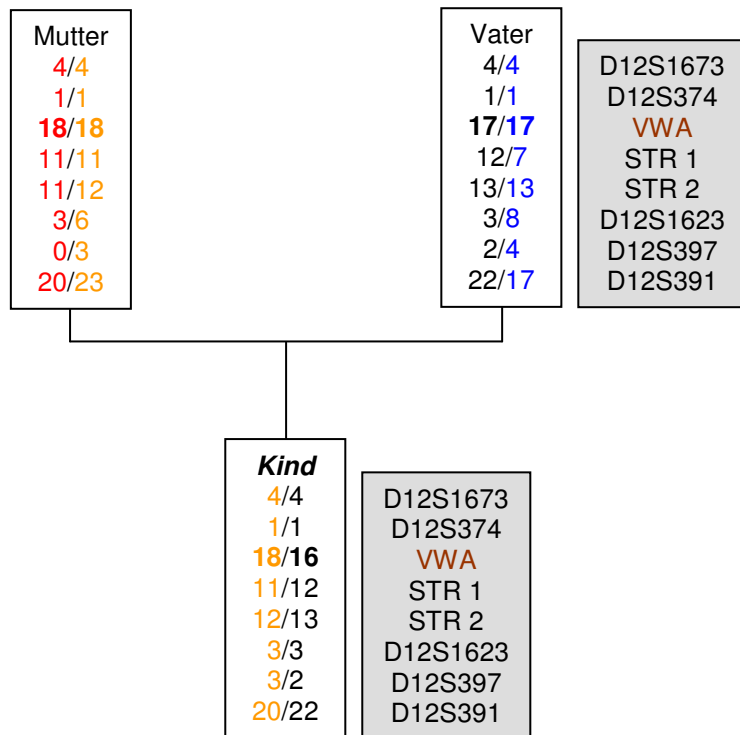 Mutter
4/4
1/1
18/18
11/11
11/12
3/6
0/3
20/23
Vater
4/4
1/1
17/17
12/7
13/13
3/8
2/4
22/17
D12S1673
D12S374
VWA
STR 1
STR 2
D12S1623
D12S397
D12S391
Kind
4/4
1/1
18/16
11/12
12/13
3/3
3/2
20/22
D12S1673
D12S374
VWA
STR 1
STR 2
D12S1623
D12S397
D12S391